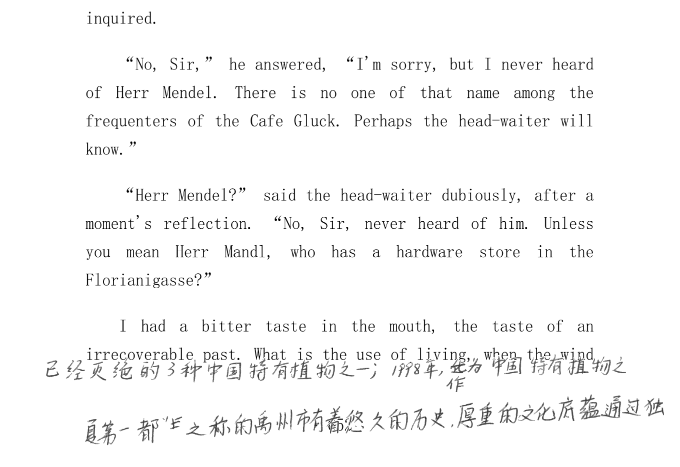 inquired.
“No, Sir,” he answered, “I'm sorry, but I never heard
of Herr Mendel. There is no one of that name among the
frequenters of the Cafe Gluck. Perhaps the head-waiter will
know.”
“Herr Mendel?” said the head-waiter dubiously, after a
moment's reflection. “No, Sir, never heard of him. Unless
you mean Herr Mandl, who has a hardware store in the
Florianigasse?”
I had a bitter taste in the mouth, the taste of an
irrecoverable past. What is the use of living, when the wind
已经灭绝的3种中国特有植物之一；1998年，作为中国特有植物之
第一都之称的禹州市有着悠久的历史，厚重的文化底蕴通过独